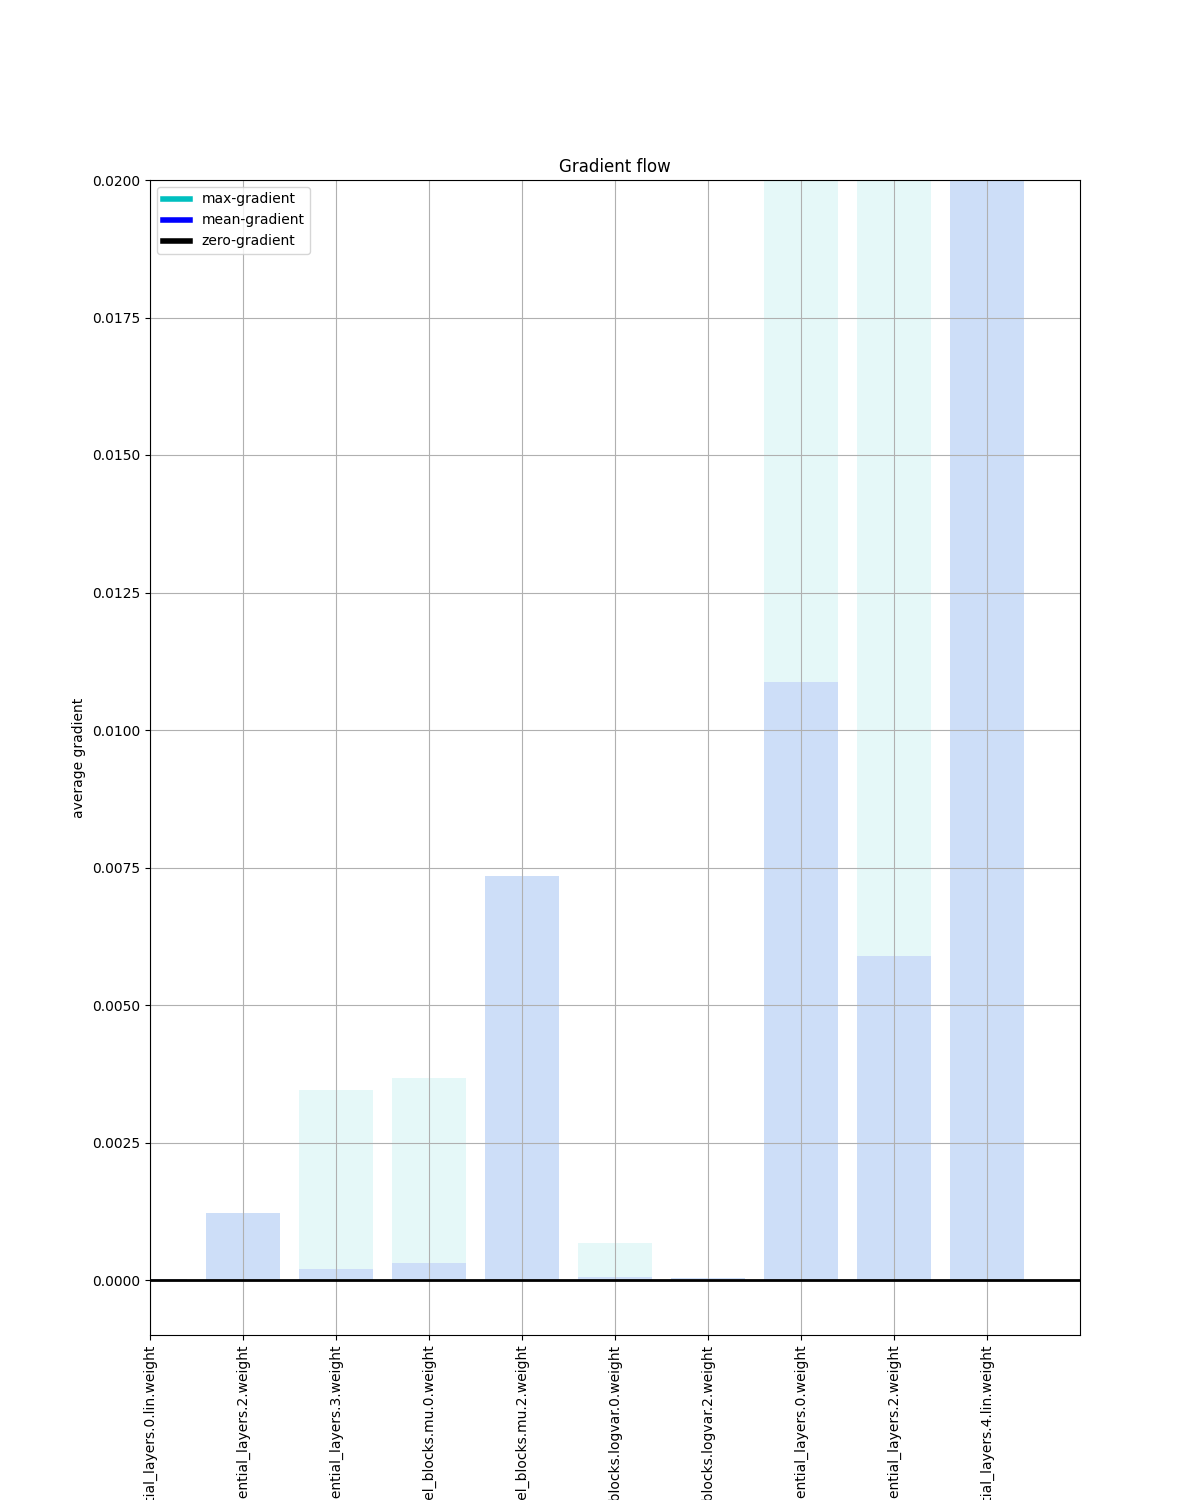 Gradient flow
max-gradient
mean-gradient
zero-gradient
0.0200
0.0175
0.0150
0.0125
0.0100
0.0075
0.0050
0.0025
0.0000
average gradient
tial_layers.0.lin.weight
ential_layers.2.weight
ential_layers.3.weight
el_blocks.mu.0.weight
el_blocks.mu.2.weight
blocks.logvar.0.weight
blocks.logvar.2.weight
ential_layers.0.weight
ential_layers.2.weight
tial_layers.4.lin.weight